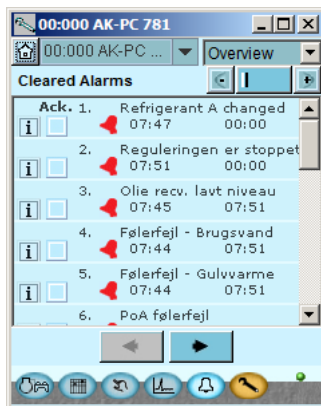 00:000 AK-PC 781
00:000 AK-PC ... Overview
Cleared Alarms
Ack. 1. Refrigerant A changed
07:47 00:00
2. Reguleringen er stoppet
07:51 00:00
3. Olie recv. lavt niveau
07:45 07:51
4. Følerfejl - Brugsvand
07:44 07:51
5. Følerfejl - Gulvvarme
07:44 07:51
6. PoA følerfejl